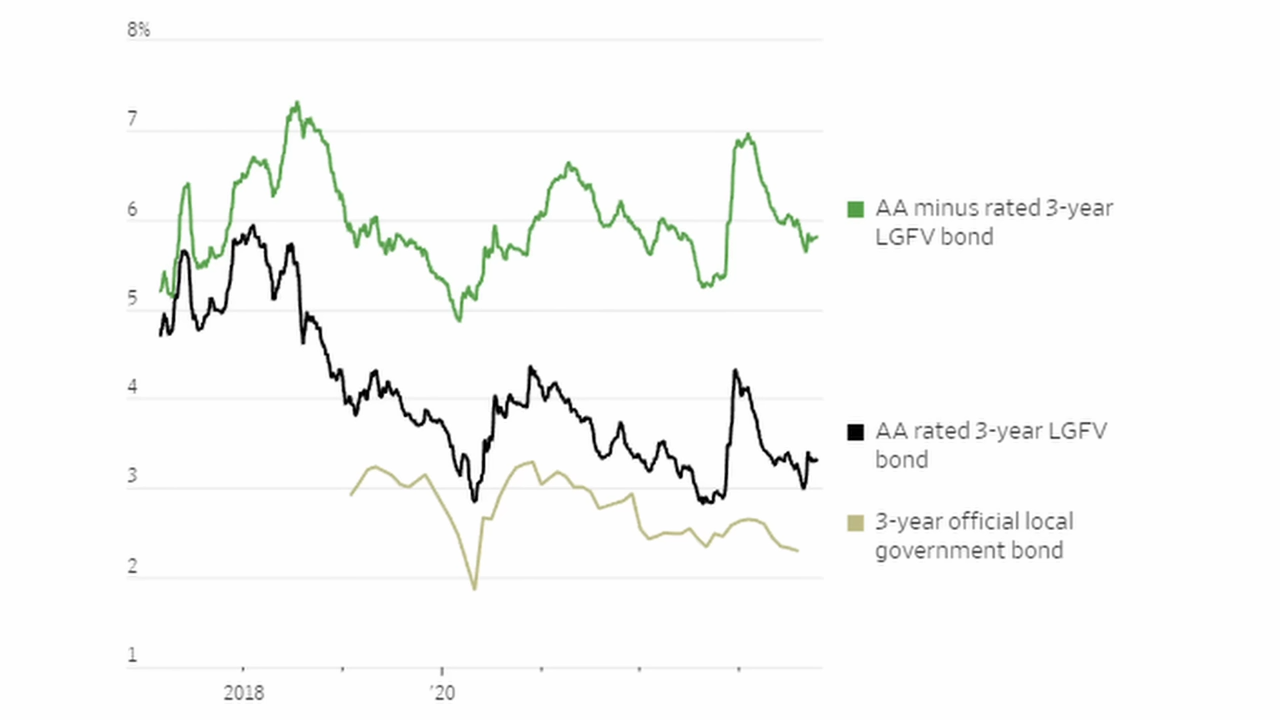 8%
7
6
5
4
3
2
1
2018
'20
AA minus rated 3-year
LGFV bond
AA rated 3-year LGFV
bond
3-year official local
government bond